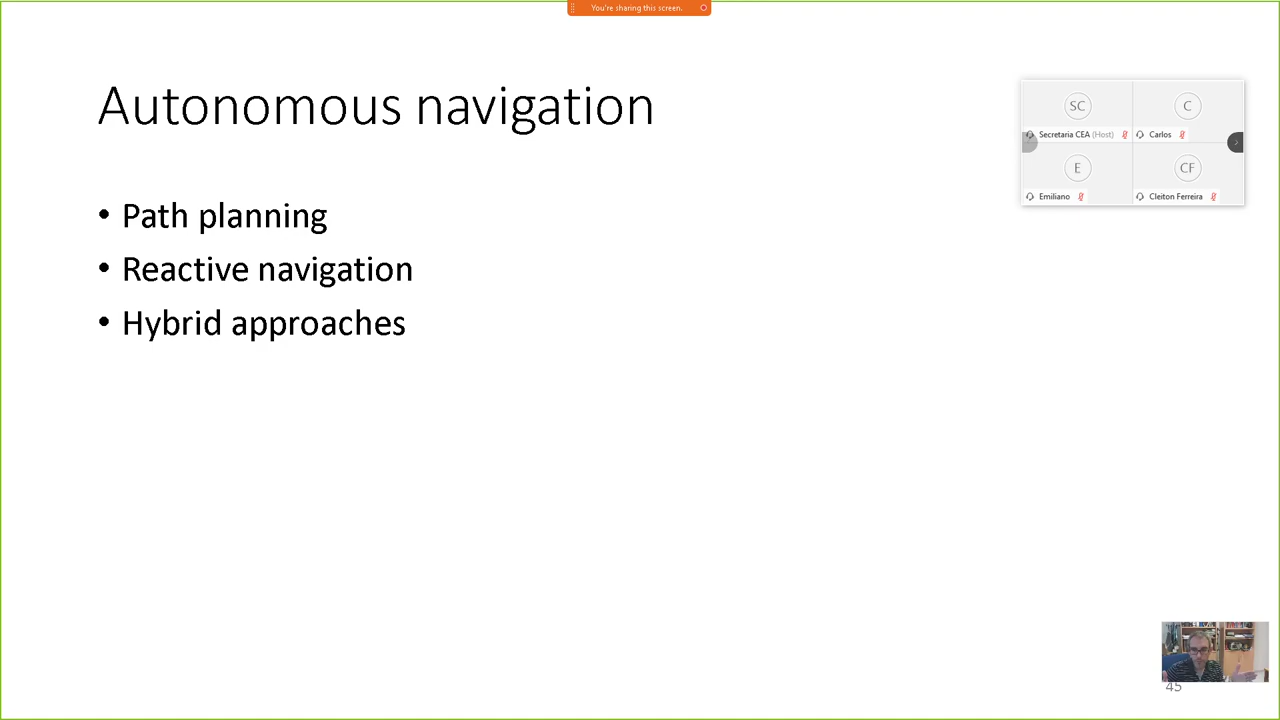 You're sharing this screen.
Autonomous navigation
SC
C
Secretaria CEA (Host)
Carlos
E
CF
Emiliano
Cleiton Ferreira
• Path planning
• Reactive navigation
• Hybrid approaches
45